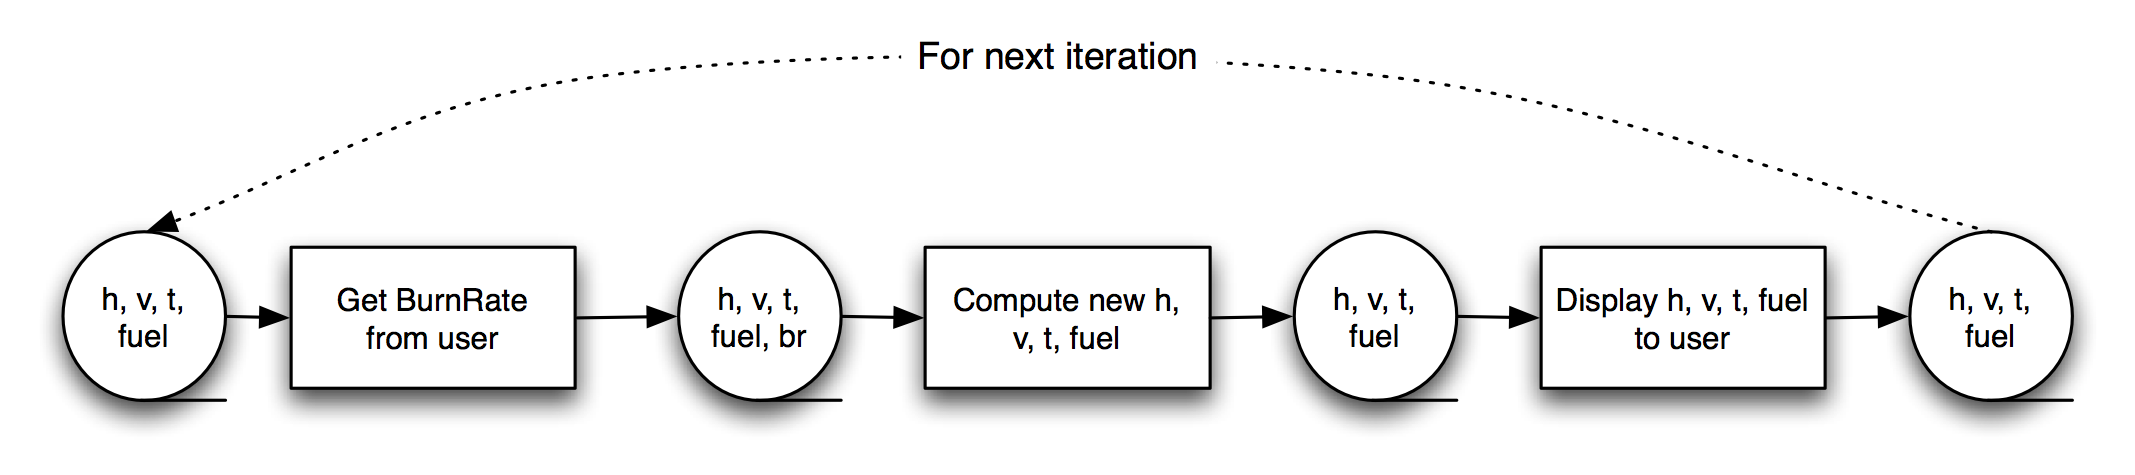 For next iteration
h, v, t,
fuel
Get BurnRate
from user
h, v, t,
fuel, br
Compute new h,
v, t, fuel
h, v, t,
fuel
Display h, v, t, fuel
to user
h, v, t,
fuel